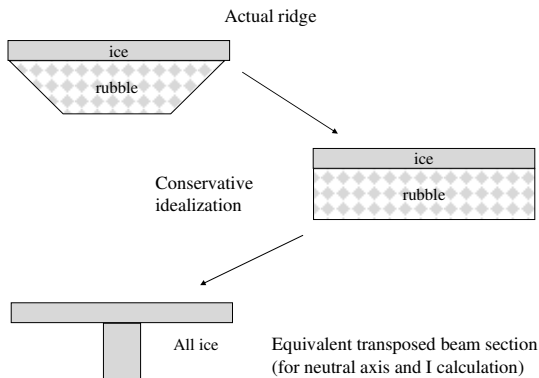 Actual ridge
ice
rubble
ice
Conservative
idealization
rubble
All ice
Equivalent transposed beam section
(for neutral axis and I calculation)